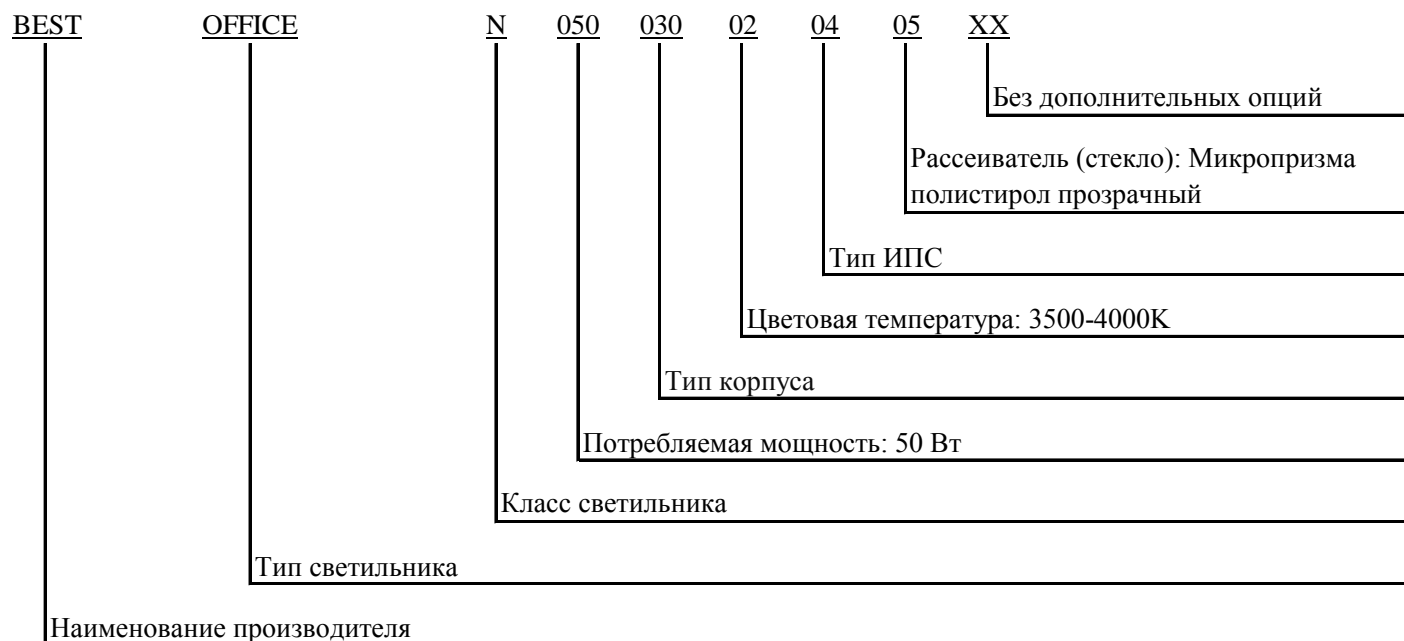 BEST OFFICE N 050 030 02 04 05 XX
Без дополнительных опций
Рассеиватель (стекло): Микропризма
полистирол прозрачный
Тип ИПС
Цветовая температура: 3500-4000K
Тип корпуса
Потребляемая мощность: 50 Вт
Класс светильника
Тип светильника
Наименование производителя